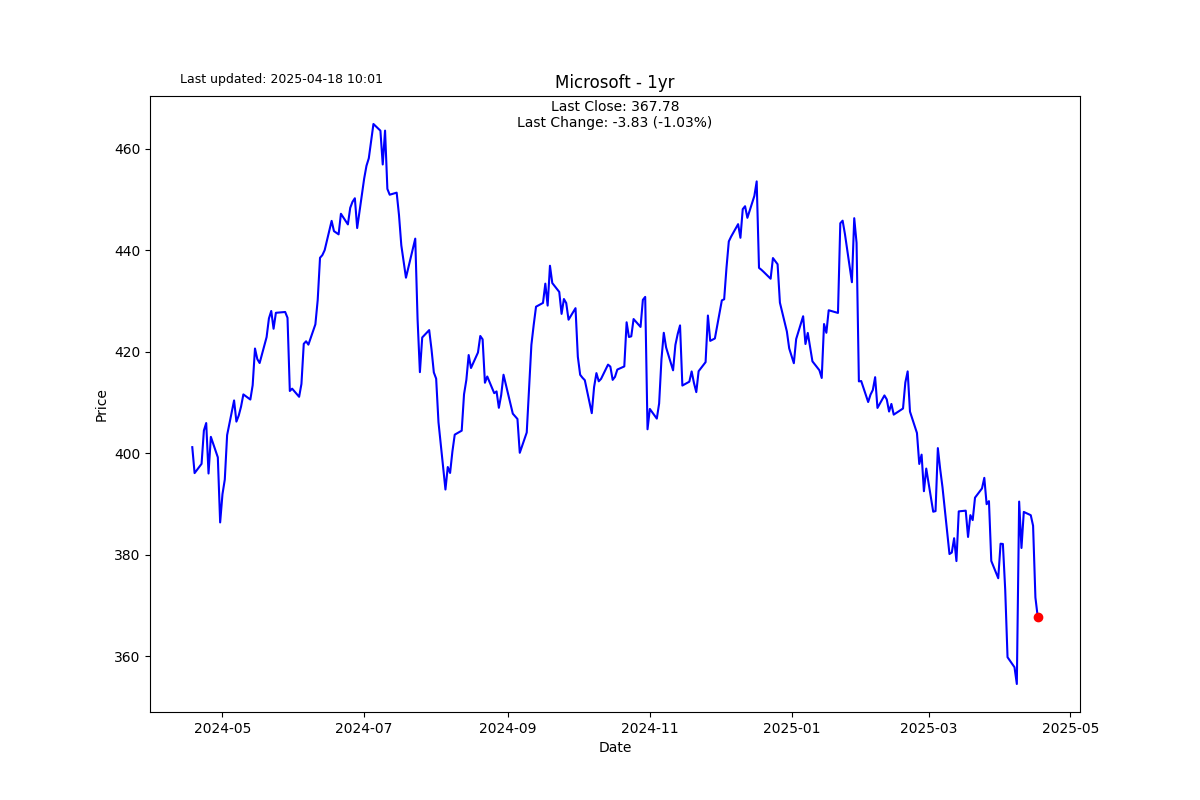 Last updated: 2025-04-18 10:01
Microsoft - 1yr
Last Close: 367.78
Last Change: -3.83 (-1.03%)
460
440
420
400
380
360
Price
2024-05
2024-07
2024-09
2024-11
2025-01
2025-03
2025-05
Date